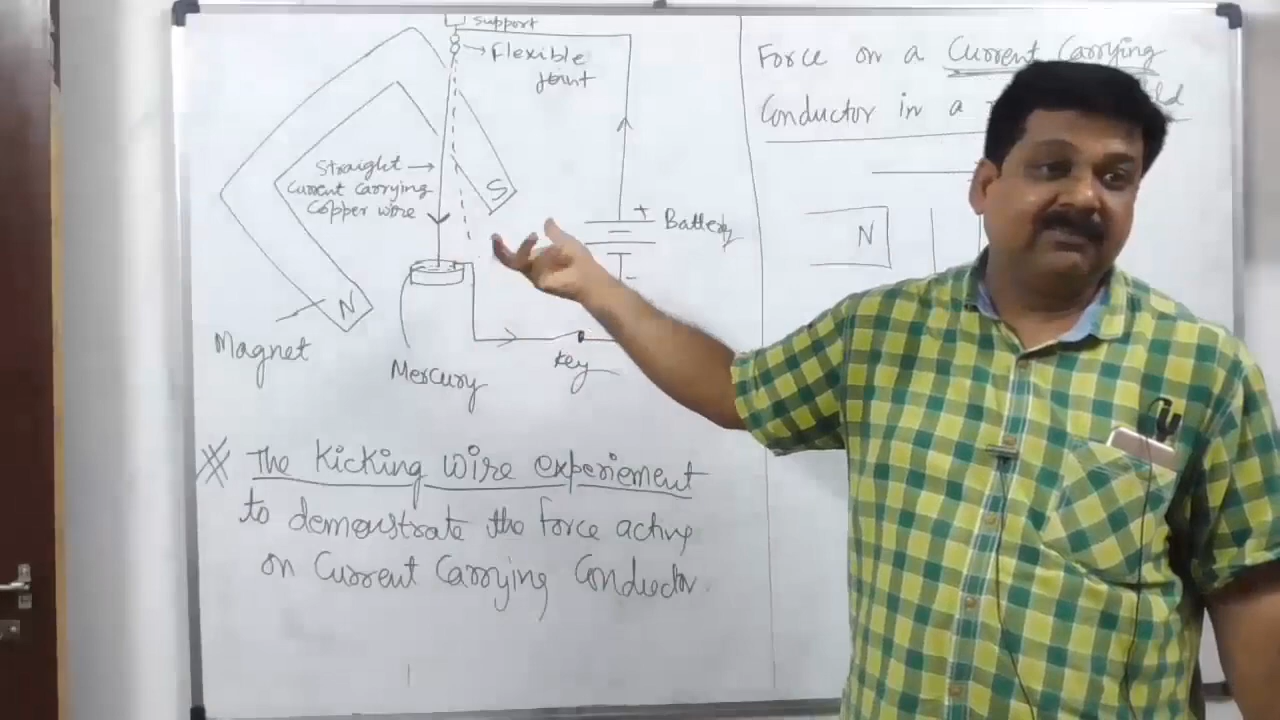 support
Flexible
Joint
Straight
Current Carrying
Copper wire
S
+
Battery
-
N
Magnet
Mercury
Key
The Kicking wire experiement
to demonstrate the force acting
on Current Carrying Conductor.
Force on a Current Carrying
Conductor in a
N